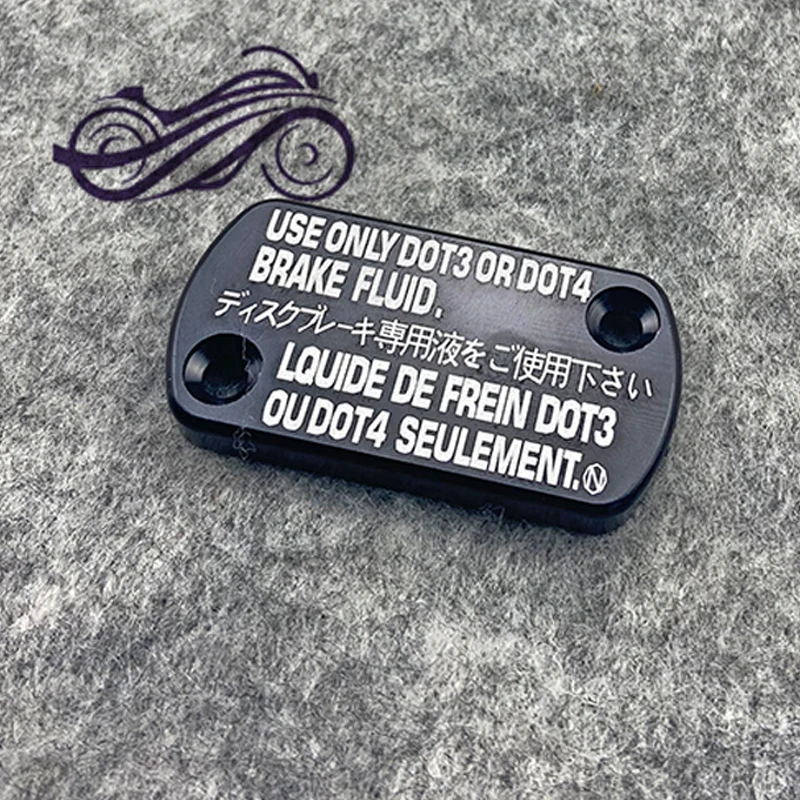 USE ONLY DOT3 OR DOT4
BRAKE FLUID.
ディスクブレーキ専用液をご使用下さい
LQUIDE DE FREIN DOT3
OU DOT4 SEULEMENT. Ⓝ